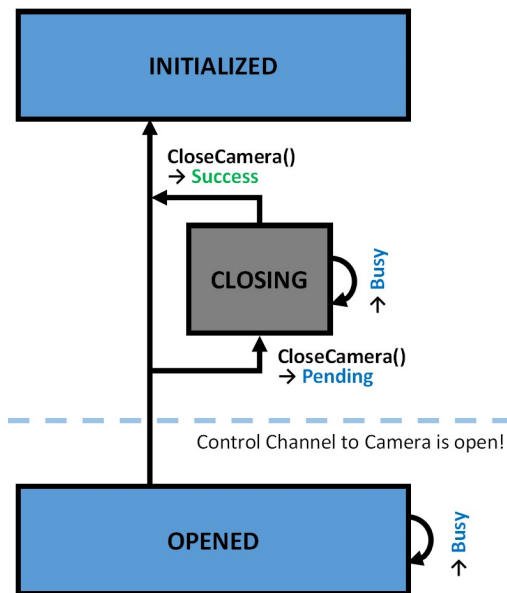 INITIALIZED
CloseCamera()
→ Success
CLOSING
→ Busy
CloseCamera()
→ Pending
Control Channel to Camera is open!
OPENED
→ Busy